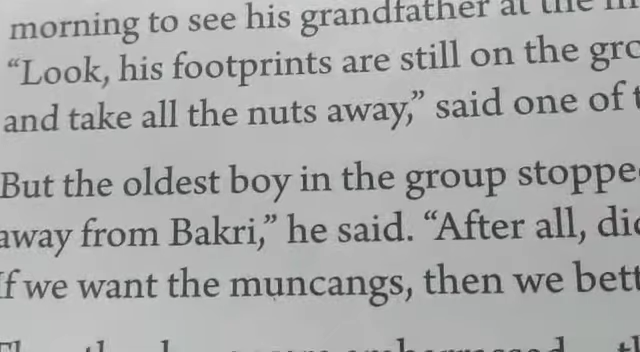 morning to see his grandfather at the
“Look, his footprints are still on the
and take all the nuts away,” said one of
But the oldest boy in the group
away from Bakri,” he said. “After all,
If we want the muncangs, then we